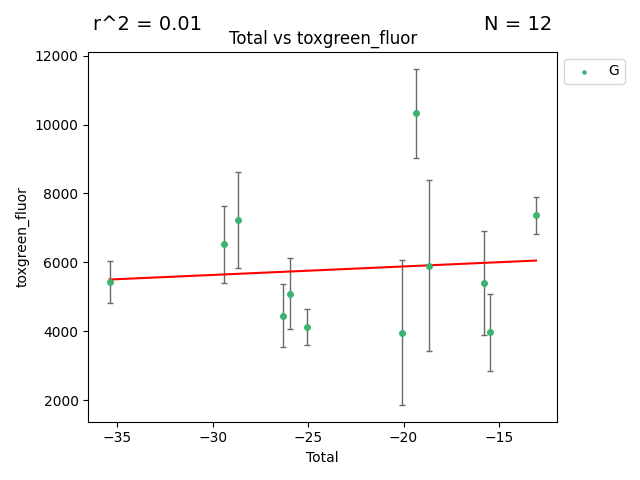 r^2 = 0.01
N = 12
Total vs toxgreen_fluor
G
12000
10000
8000
6000
4000
2000
toxgreen_fluor
−35
−30
−25
−20
−15
Total